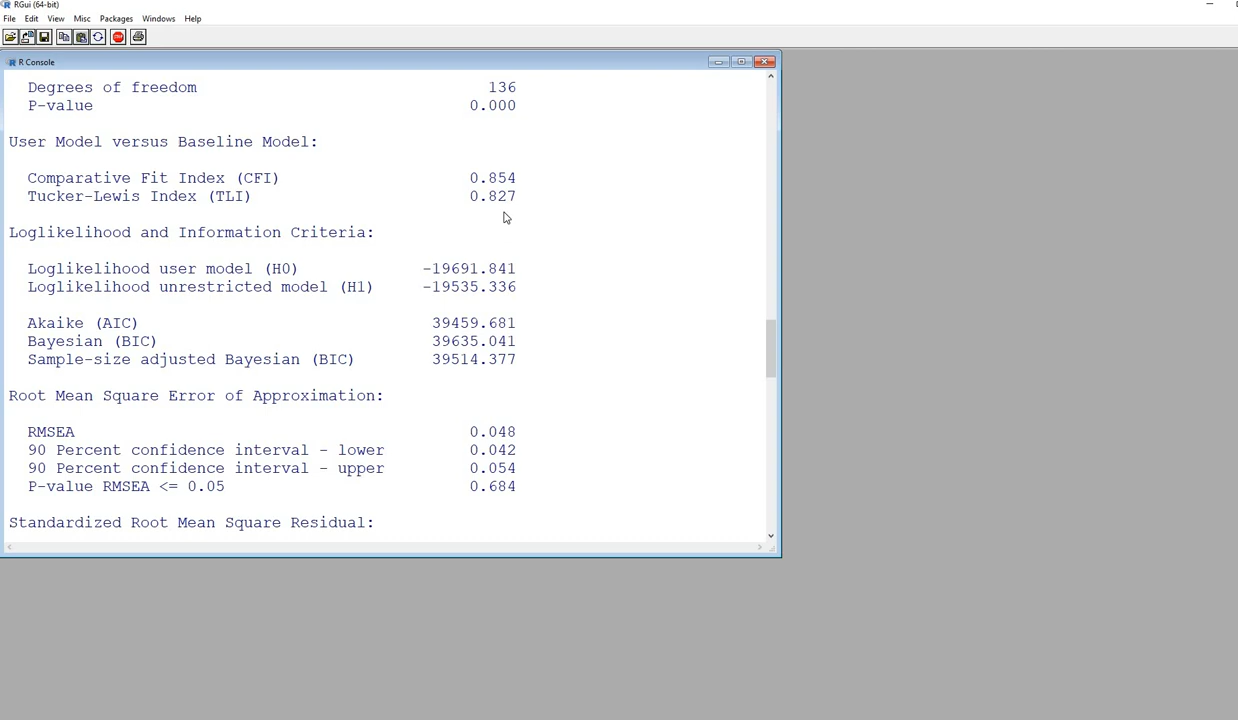 RGui (64-bit)
File Edit View Misc Packages Windows Help
STOP
R Console
Degrees of freedom 136
P-value 0.000
User Model versus Baseline Model:
Comparative Fit Index (CFI) 0.854
Tucker-Lewis Index (TLI) 0.827
Loglikelihood and Information Criteria:
Loglikelihood user model (H0) -19691.841
Loglikelihood unrestricted model (H1) -19535.336
Akaike (AIC) 39459.681
Bayesian (BIC) 39635.041
Sample-size adjusted Bayesian (BIC) 39514.377
Root Mean Square Error of Approximation:
RMSEA 0.048
90 Percent confidence interval - lower 0.042
90 Percent confidence interval - upper 0.054
P-value RMSEA <= 0.05 0.684
Standardized Root Mean Square Residual: